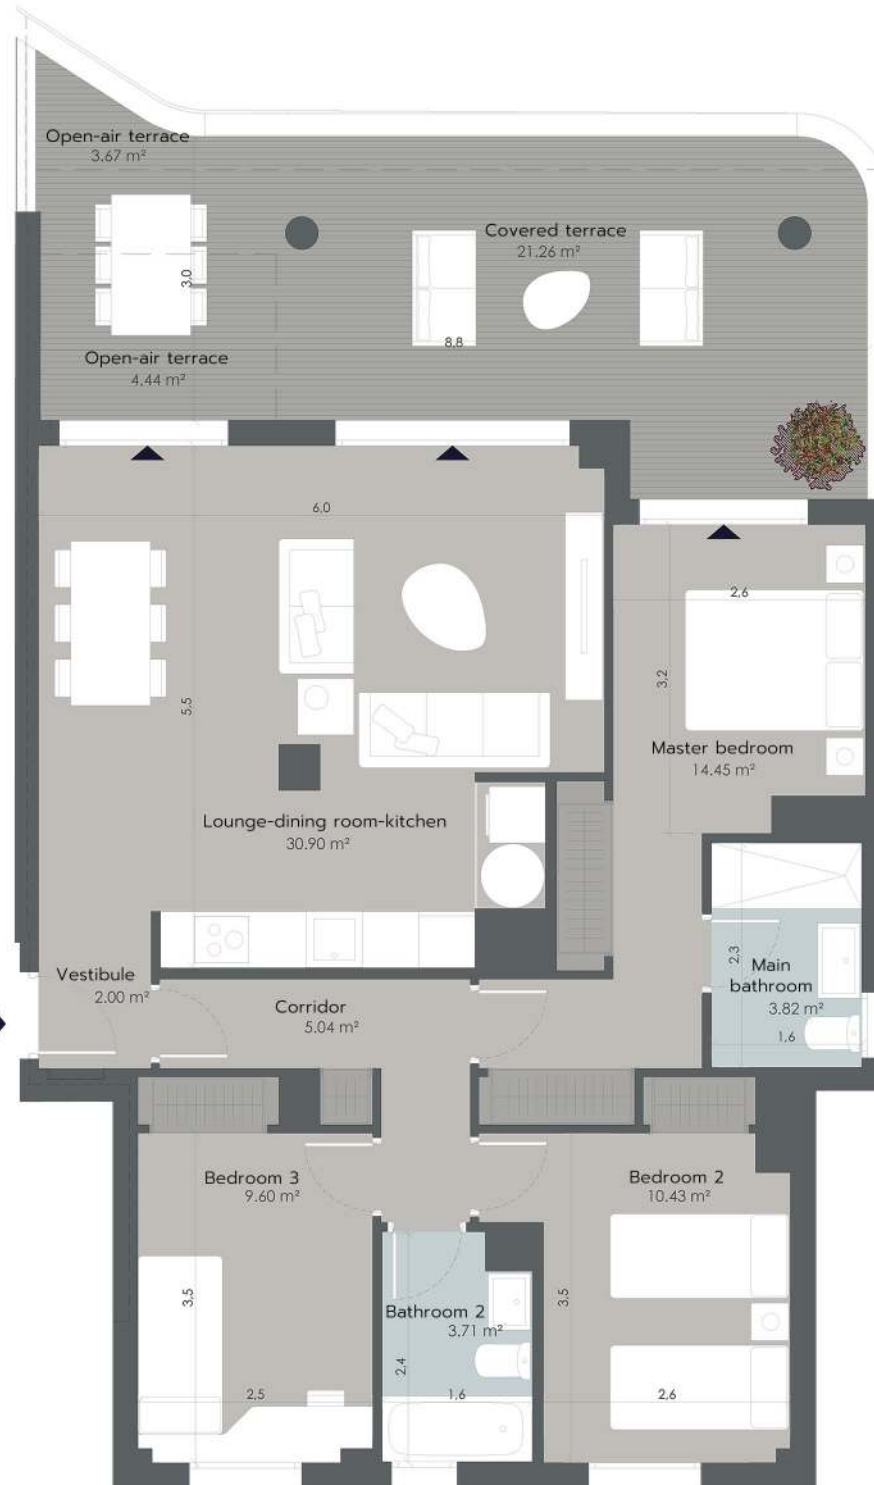 Open-air terrace
3.67 m²
Covered terrace
21.26 m²
3,0
8,8
Open-air terrace
4.44 m²
6,0
2,6
5,5
3,2
Master bedroom
14.45 m²
Lounge-dining room-kitchen
30.90 m²
2,3
Main
bathroom
3.82 m²
1,6
Vestibule
2.00 m²
Corridor
5.04 m²
Bedroom 3
9.60 m²
Bedroom 2
10.43 m²
3,5
3,5
Bathroom 2
3.71 m²
2,4
2,5
1,6
2,6